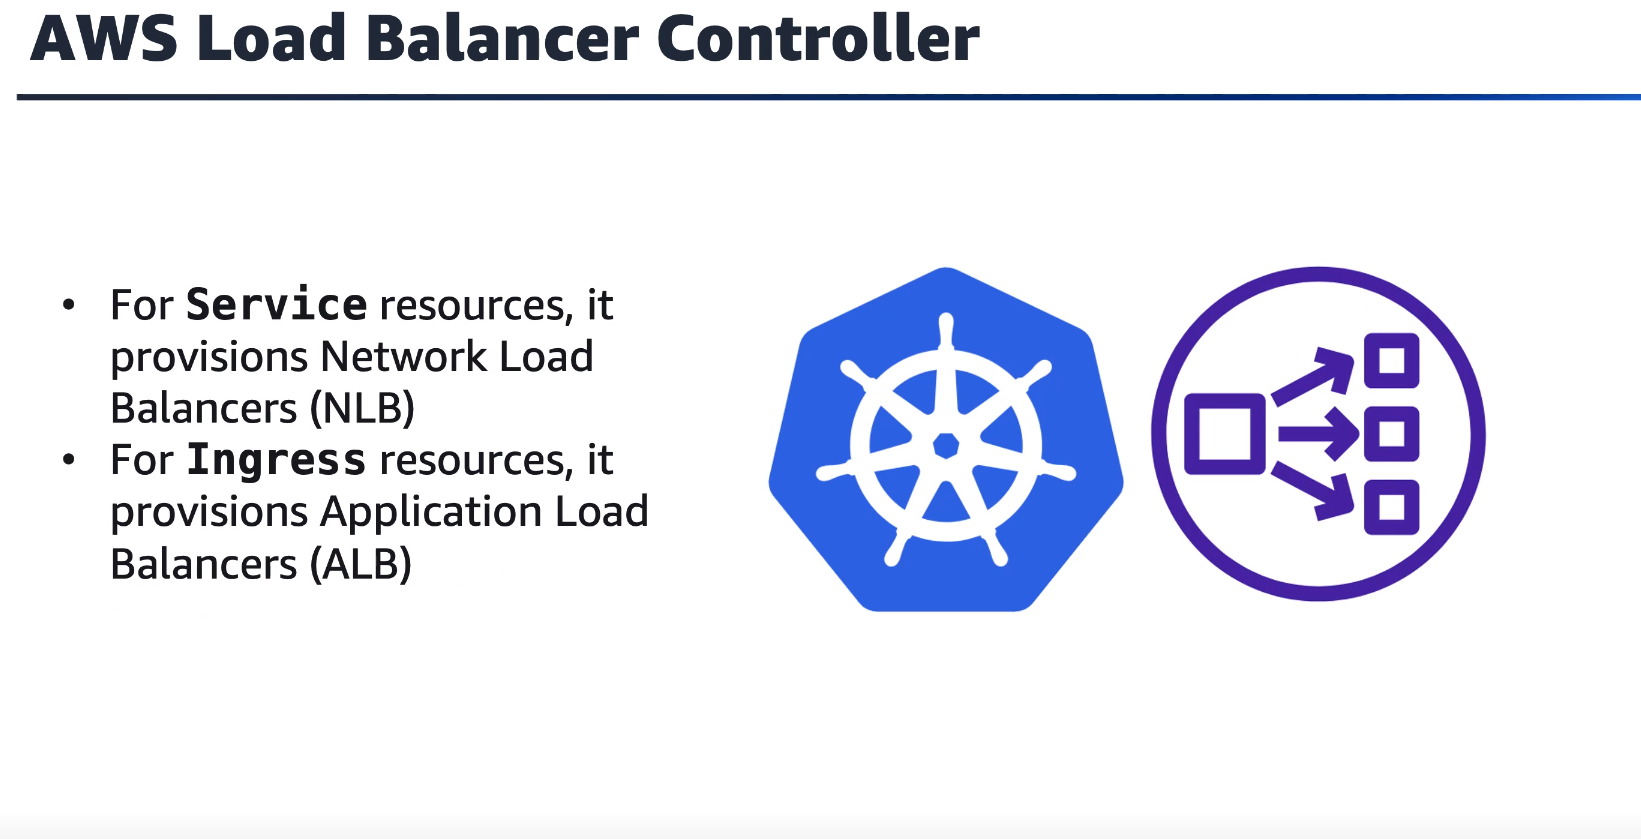 AWS Load Balancer Controller
• For Service resources, it
provisions Network Load
Balancers (NLB)
• For Ingress resources, it
provisions Application Load
Balancers (ALB)